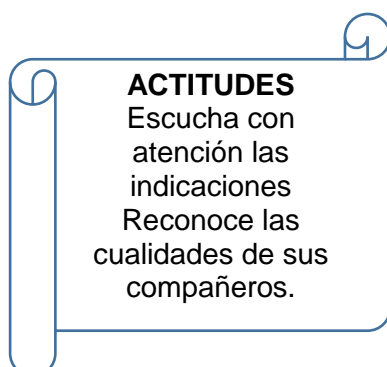 ACTITUDES
Escucha con
atención las
indicaciones
Reconoce las
cualidades de sus
compañeros.